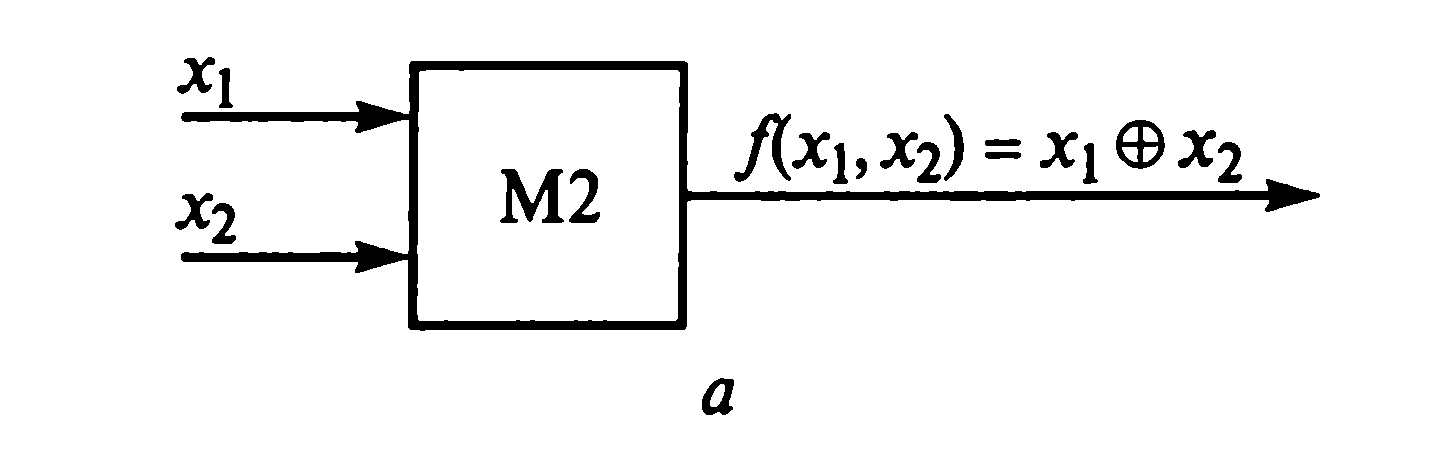 x₁
f(x₁, x₂) = x₁ ⊕ x₂
M2
x₂
a